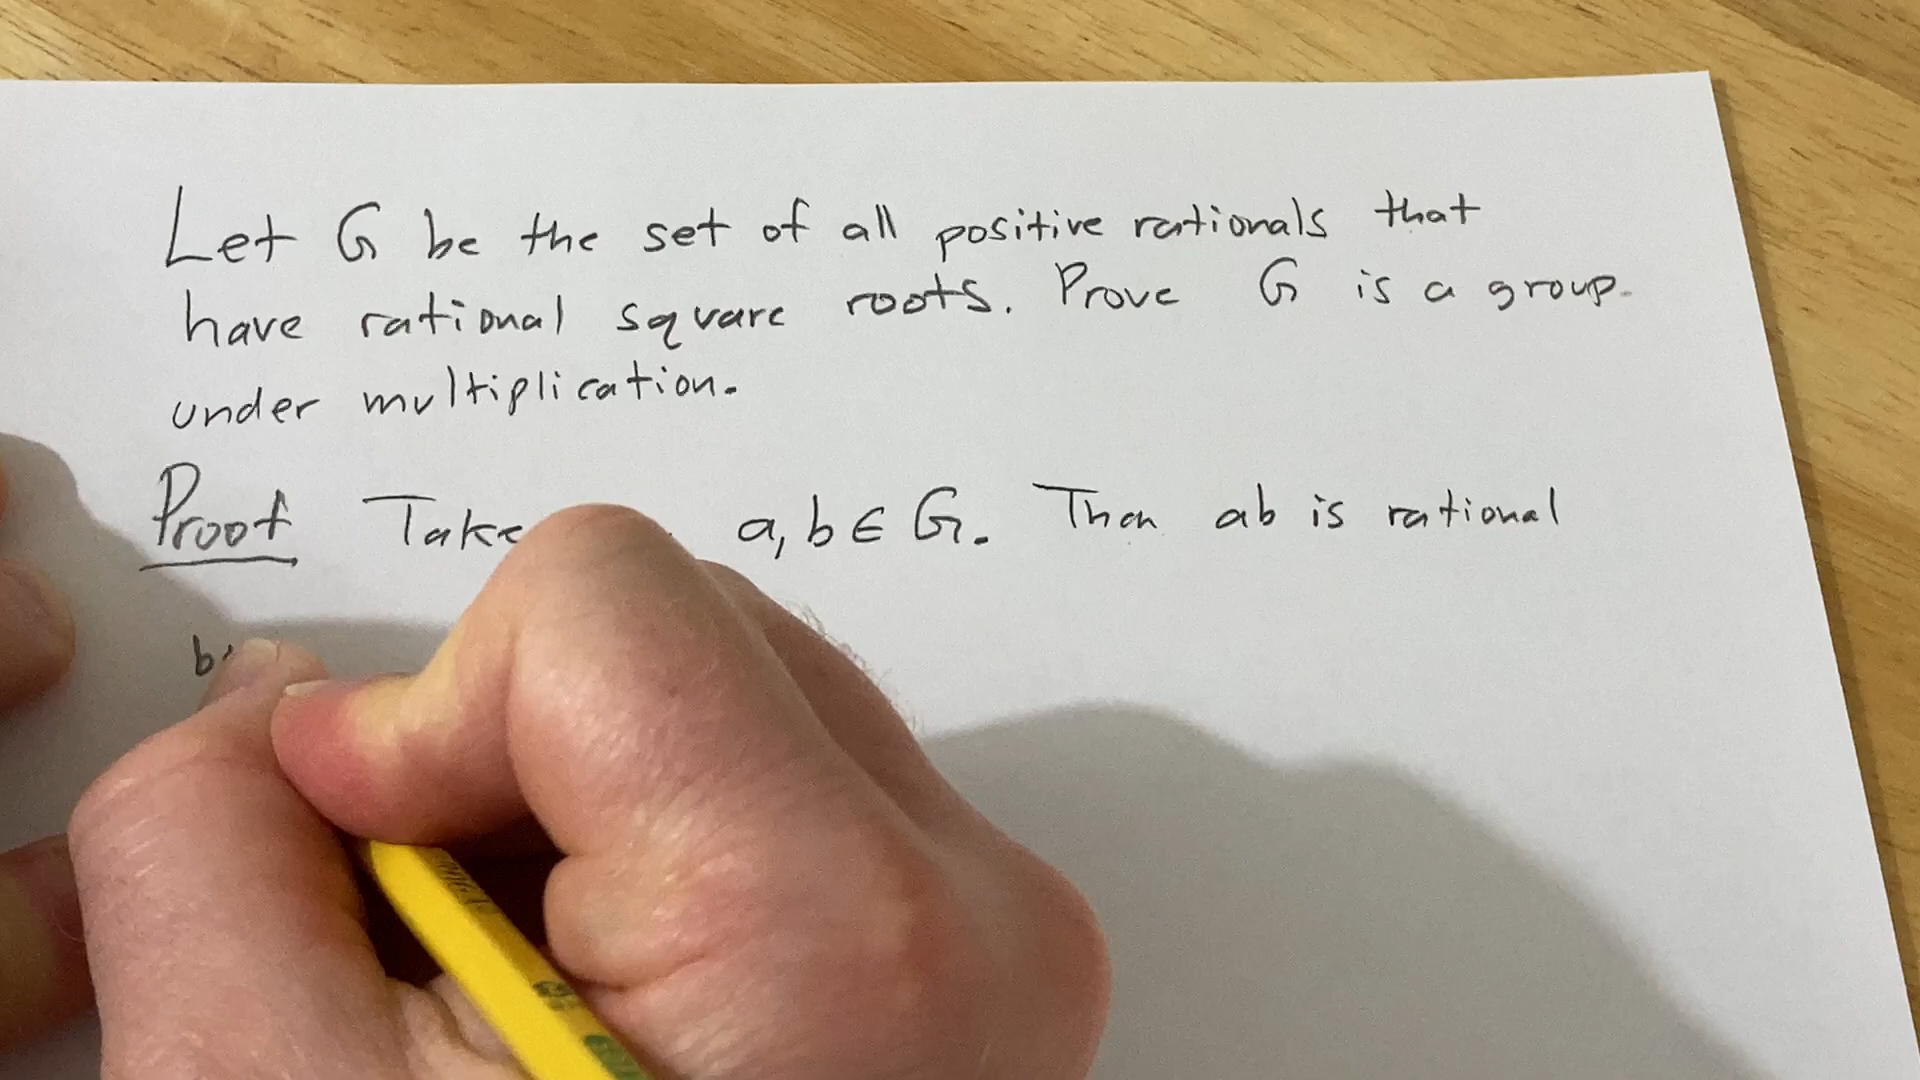 Let G be the set of all positive rationals that
have rational square roots. Prove G is a group.
under multiplication.
Proof Take a, b ∈ G. Then ab is rational